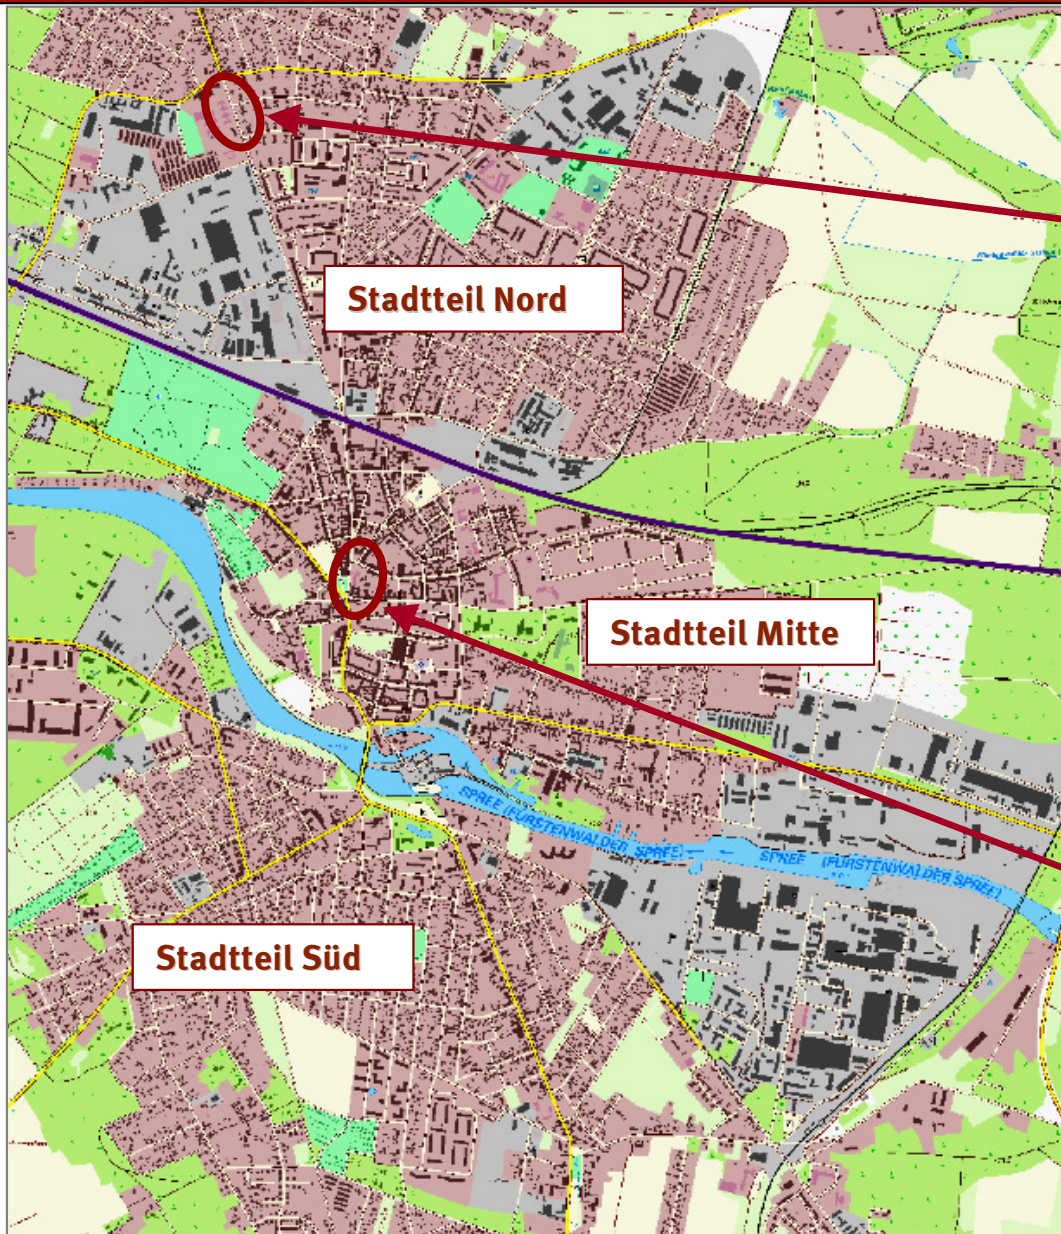 Stadtteil Nord
Stadtteil Mitte
SPREE (FÜRSTENWALDER SPREE)
SPREE (FÜRSTENWALDER SPREE)
Stadtteil Süd